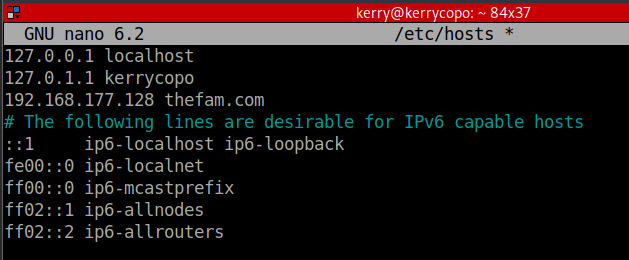 kerry@kerrycopo: ~ 84x37
GNU nano 6.2 /etc/hosts *
127.0.0.1 localhost
127.0.1.1 kerrycopo
192.168.177.128 thefam.com
# The following lines are desirable for IPv6 capable hosts
::1     ip6-localhost ip6-loopback
fe00::0 ip6-localnet
ff00::0 ip6-mcastprefix
ff02::1 ip6-allnodes
ff02::2 ip6-allrouters